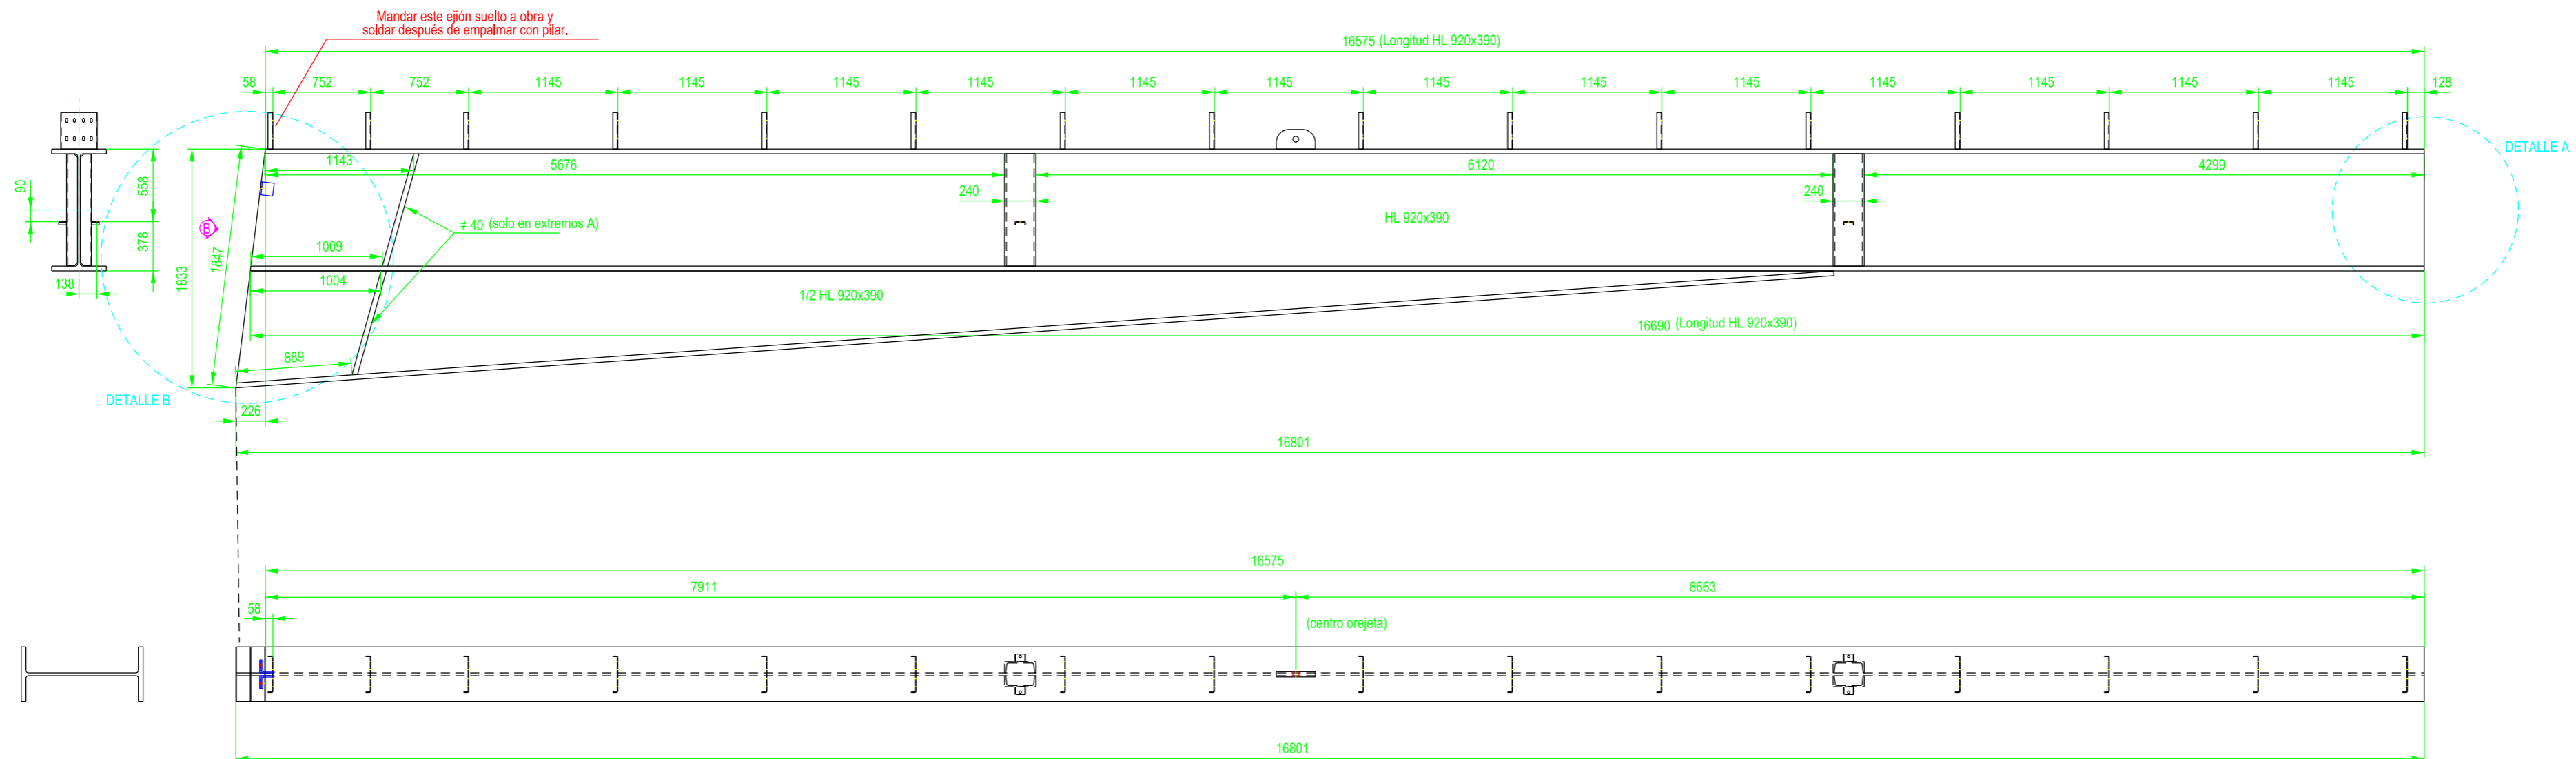 Mandar este ejión suelto a obra y
soldar después de empalmar con pilar.
16575 (Longitud HL 920x390)
58 752 752 1145 1145 1145 1145 1145 1145 1145 1145 1145 1145 1145 1145 1145 128
DETALLE A
1143 5676 6120 4299
90 558 240 240
HL 920x390
B
≠ 40 (solo en extremos A)
378 1833 1847 1009
138 1004
1/2 HL 920x390
16690 (Longitud HL 920x390)
889
DETALLE B
226
16801
16575
7911 8663
58
(centro orejeta)
16801